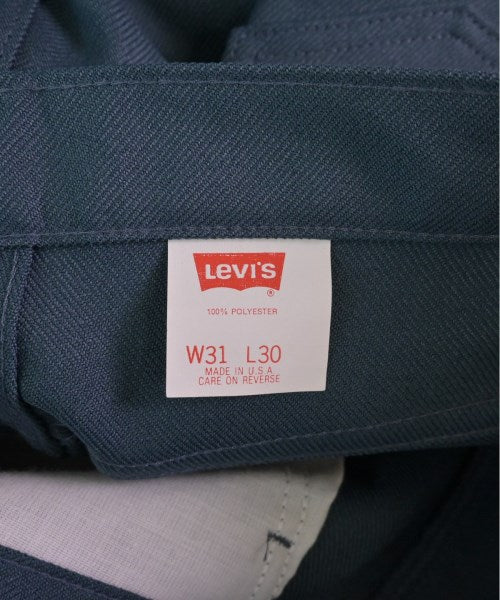 Levi's ®
100% POLYESTER
W31 L30
MADE IN U.S.A.
CARE ON REVERSE